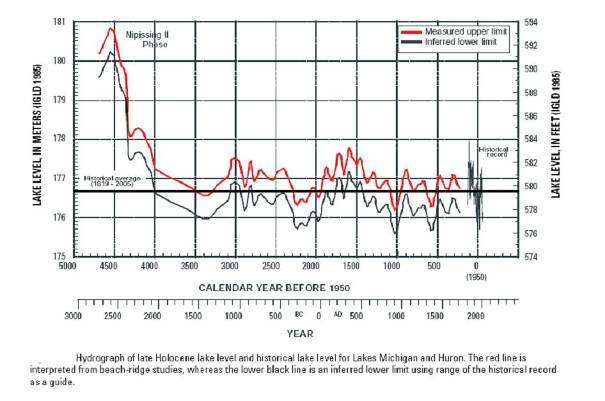 181
180
179
178
177
176
175
LAKE LEVEL, IN METERS (IGLD 1985)
Nipissing II
Phase
Measured upper limit
Inferred lower limit
Historical
record
Historical average
(1819 - 2005)
594
592
590
588
586
584
582
580
578
576
574
LAKE LEVEL, IN FEET (IGLD 1985)
5000 4500 4000 3500 3000 2500 2000 1500 1000 500 0
(1950)
CALENDAR YEAR BEFORE 1950
3000 2500 2000 1500 1000 500 BC 0 AD 500 1000 1500 2000
YEAR
Hydrograph of late Holocene lake level and historical lake level for Lakes Michigan and Huron. The red line is
interpreted from beach-ridge studies, whereas the lower black line is an inferred lower limit using range of the historical record
as a guide.